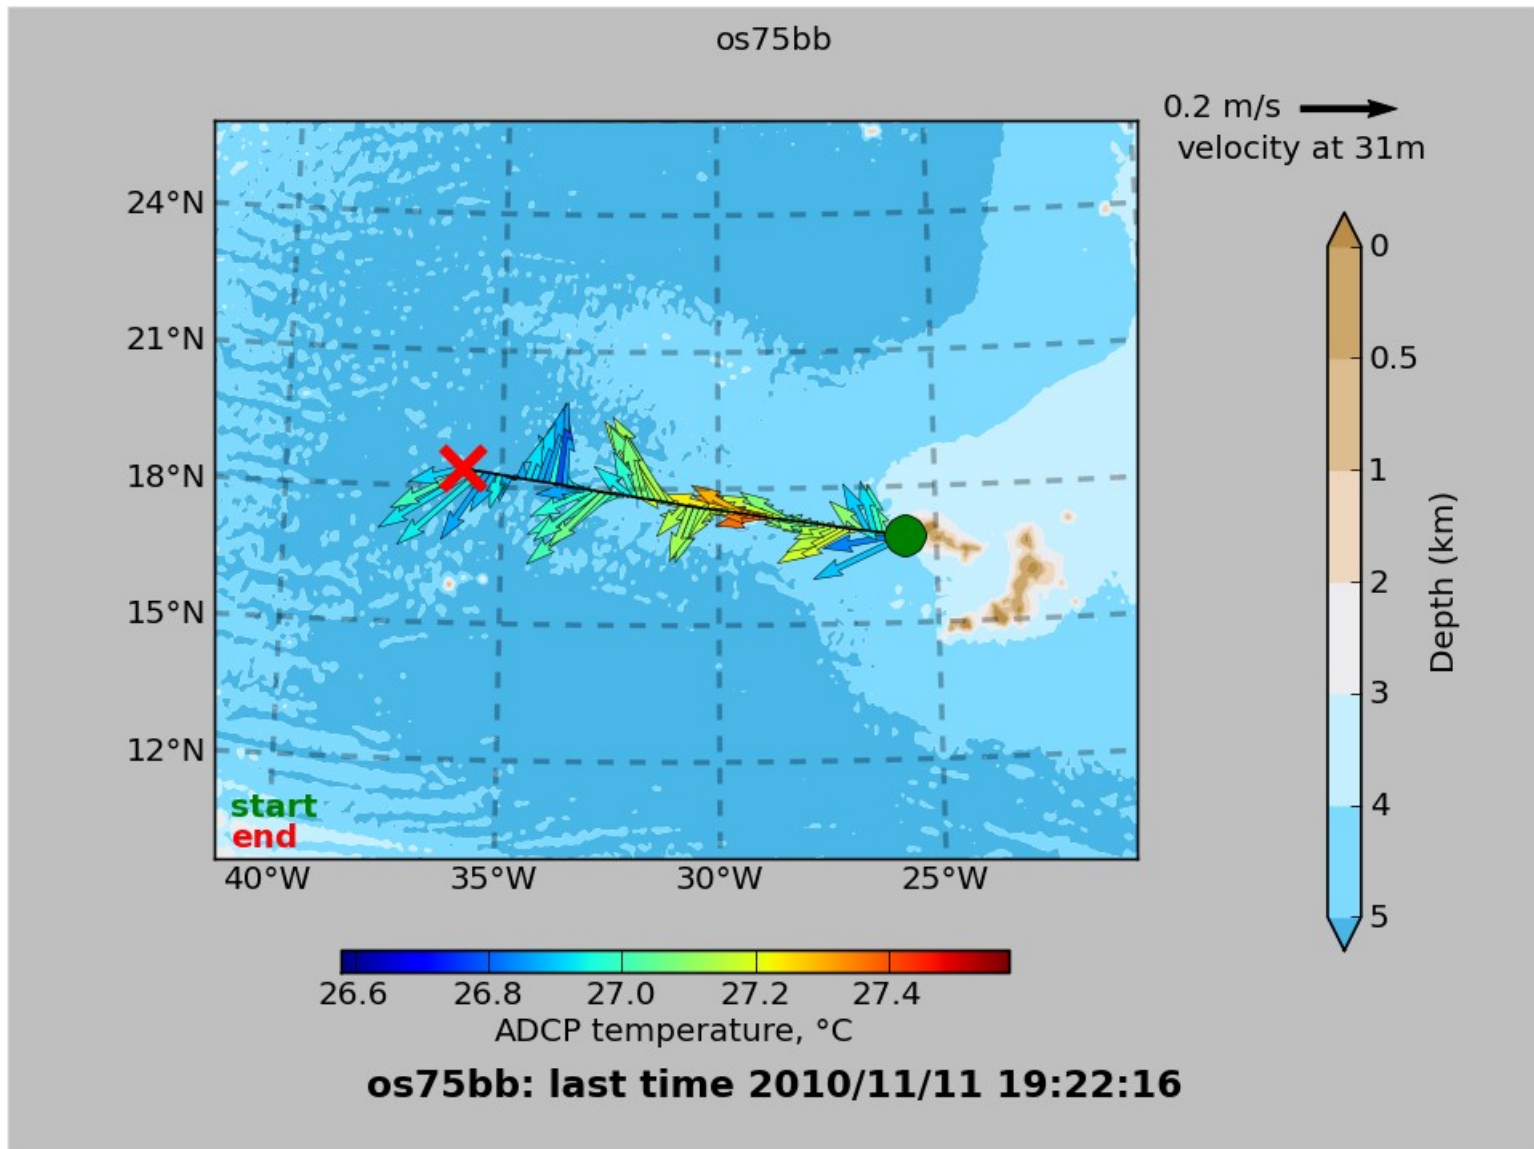 os75bb
0.2 m/s
velocity at 31m
24°N
21°N
18°N
15°N
12°N
start
end
40°W 35°W 30°W 25°W
0
0.5
1
2
3
4
5
Depth (km)
26.6 26.8 27.0 27.2 27.4
ADCP temperature, °C
os75bb: last time 2010/11/11 19:22:16